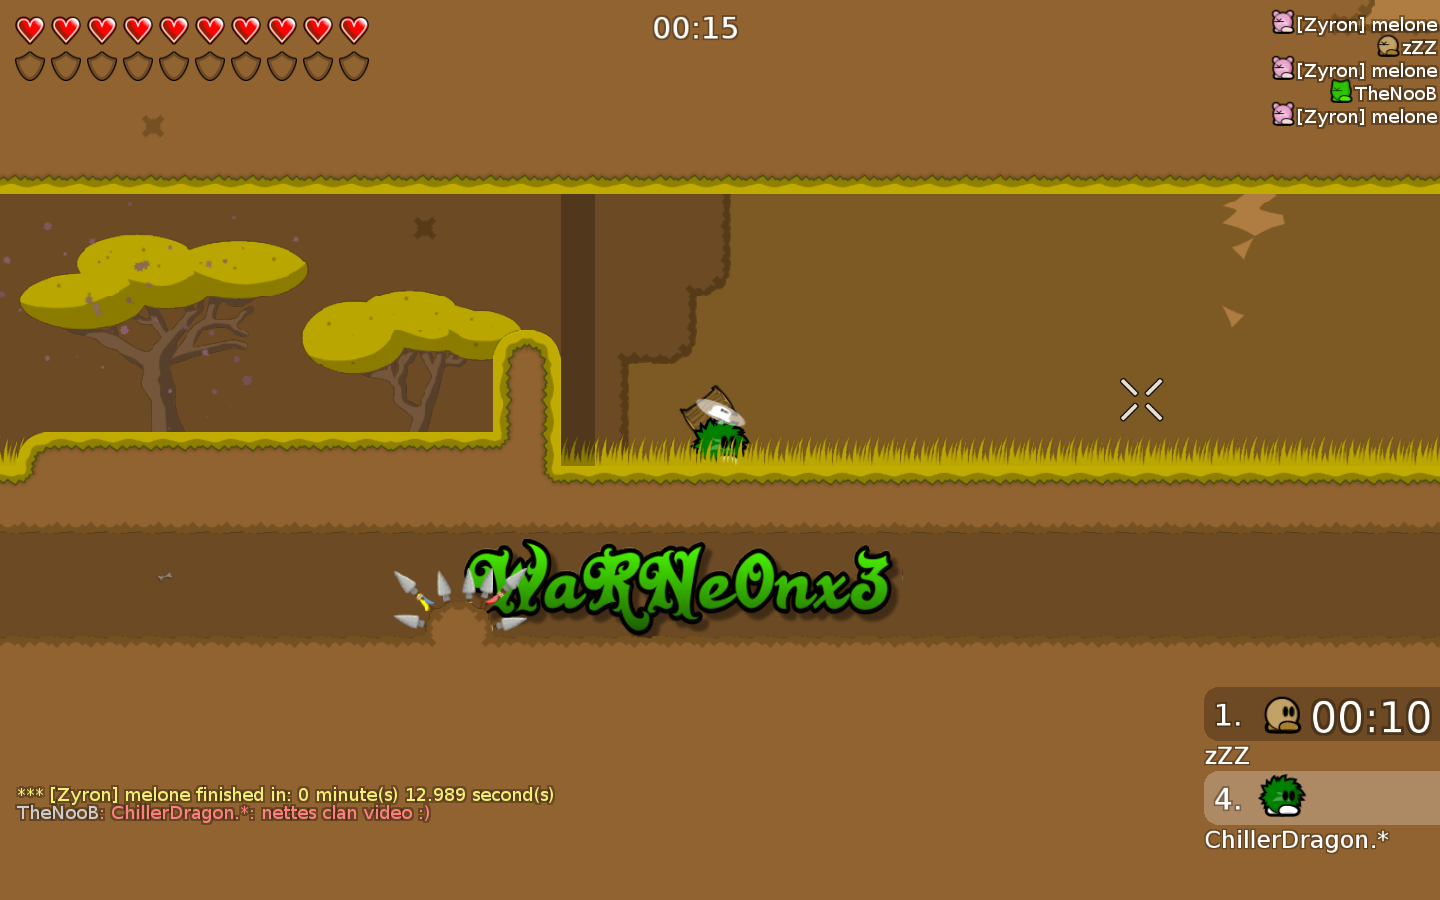 00:15
[Zyron] melone
zZZ
[Zyron] melone
TheNooB
[Zyron] melone
WaRNeOnx3
1. 00:10
zZZ
4.
ChillerDragon.*
*** [Zyron] melone finished in: 0 minute(s) 12.989 second(s)
TheNooB: ChillerDragon.*: nettes clan video :)